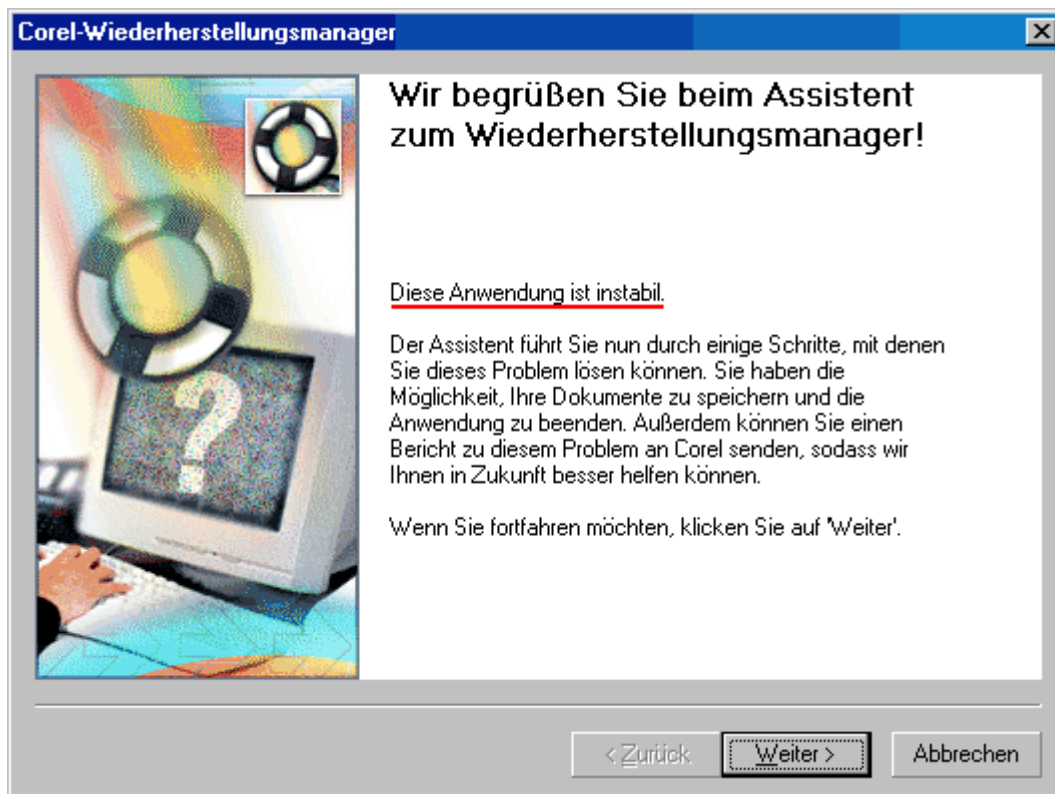 Corel-Wiederherstellungsmanager
Wir begrüßen Sie beim Assistent
zum Wiederherstellungsmanager!
Diese Anwendung ist instabil.
Der Assistent führt Sie nun durch einige Schritte, mit denen
Sie dieses Problem lösen können. Sie haben die
Möglichkeit, Ihre Dokumente zu speichern und die
Anwendung zu beenden. Außerdem können Sie einen
Bericht zu diesem Problem an Corel senden, sodass wir
Ihnen in Zukunft besser helfen können.
Wenn Sie fortfahren möchten, klicken Sie auf 'Weiter'.
< Zurück Weiter > Abbrechen